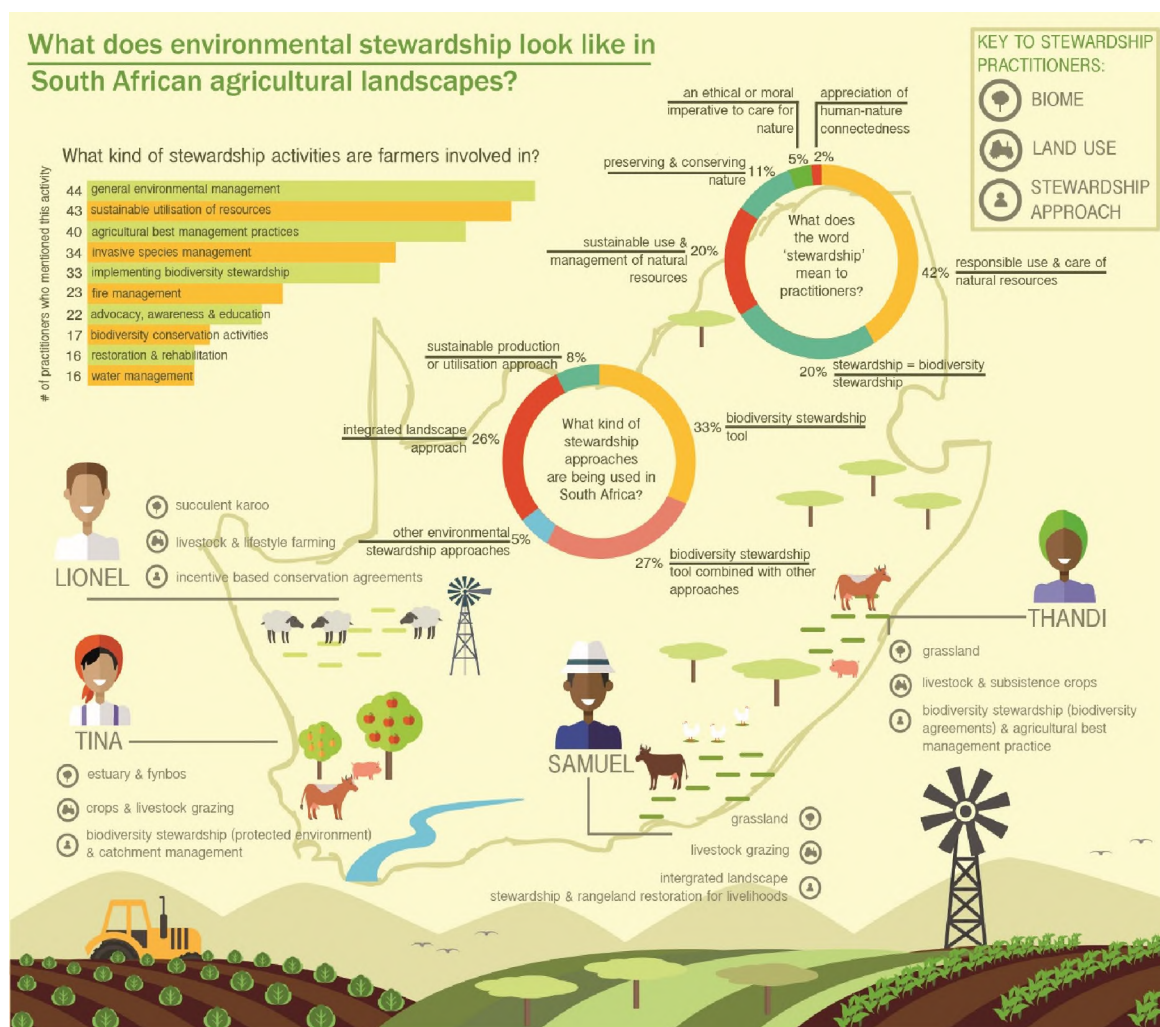 What does environmental stewardship look like in
South African agricultural landscapes?
KEY TO STEWARDSHIP
PRACTITIONERS:
BIOME
LAND USE
STEWARDSHIP
APPROACH
What kind of stewardship activities are farmers involved in?
# of practitioners who mentioned this activity
44 general environmental management
43 sustainable utilisation of resources
40 agricultural best management practices
34 invasive species management
33 implementing biodiversity stewardship
23 fire management
22 advocacy, awareness & education
17 biodiversity conservation activities
16 restoration & rehabilitation
16 water management
an ethical or moral
imperative to care for
nature
5%
appreciation of
human-nature
connectedness
2%
preserving & conserving
nature
11%
sustainable use &
management of natural
resources
20%
What does
the word
'stewardship'
mean to
practitioners?
42%
responsible use & care of
natural resources
20%
stewardship = biodiversity
stewardship
sustainable production
or utilisation approach
8%
integrated landscape
approach
26%
What kind of
stewardship
approaches
are being used in
South Africa?
33%
biodiversity stewardship
tool
other environmental
stewardship approaches
5%
27%
biodiversity stewardship
tool combined with other
approaches
LIONEL
succulent karoo
livestock & lifestyle farming
incentive based conservation agreements
THANDI
grassland
livestock & subsistence crops
biodiversity stewardship (biodiversity
agreements) & agricultural best
management practice
TINA
estuary & fynbos
crops & livestock grazing
biodiversity stewardship (protected environment)
& catchment management
SAMUEL
grassland
livestock grazing
intergrated landscape
stewardship & rangeland restoration for livelihoods